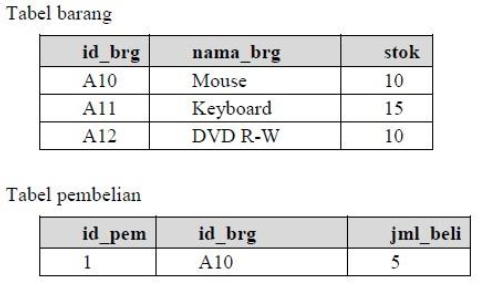 Tabel barang
id_brg nama_brg stok
A10 Mouse 10
A11 Keyboard 15
A12 DVD R-W 10
Tabel pembelian
id_pem id_brg jml_beli
1 A10 5